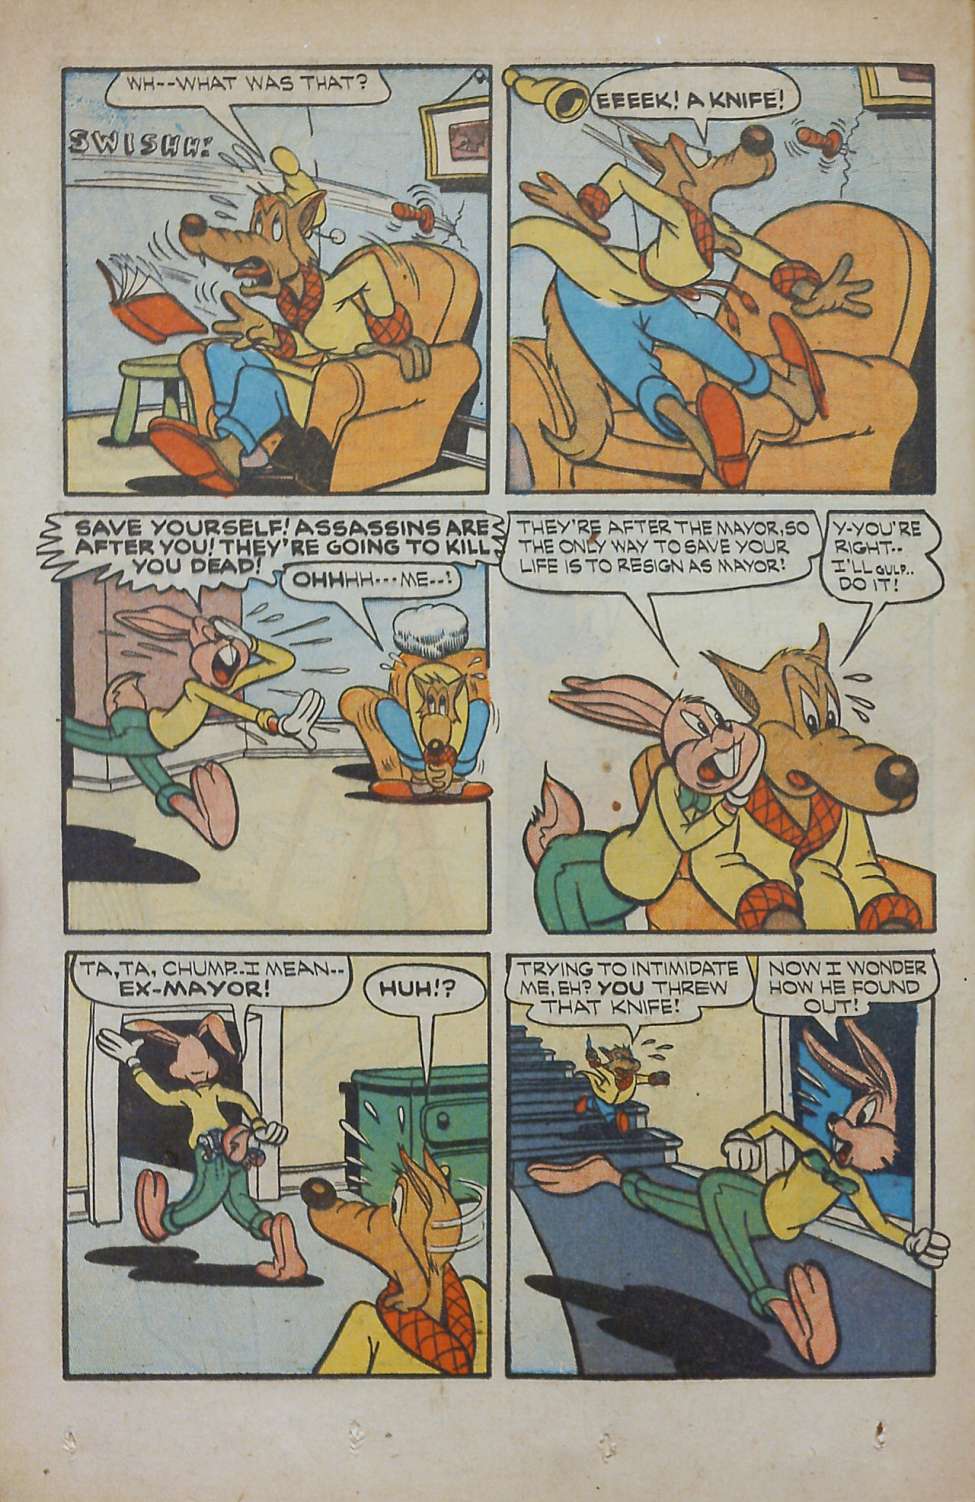 WH--WHAT WAS THAT?
SWISHH!
EEEEK! A KNIFE!
SAVE YOURSELF! ASSASSINS ARE
AFTER YOU! THEY'RE GOING TO KILL
YOU DEAD!
OHHHHH---ME--!
THEY'RE AFTER THE MAYOR, SO
THE ONLY WAY TO SAVE YOUR
LIFE IS TO RESIGN AS MAYOR!
Y-YOU'RE
RIGHT--
I'LL GULP..
DO IT!
TA, TA, CHUMP--I MEAN--
EX-MAYOR!
HUH!?
TRYING TO INTIMIDATE
ME, EH? YOU THREW
THAT KNIFE!
NOW I WONDER
HOW HE FOUND
OUT!